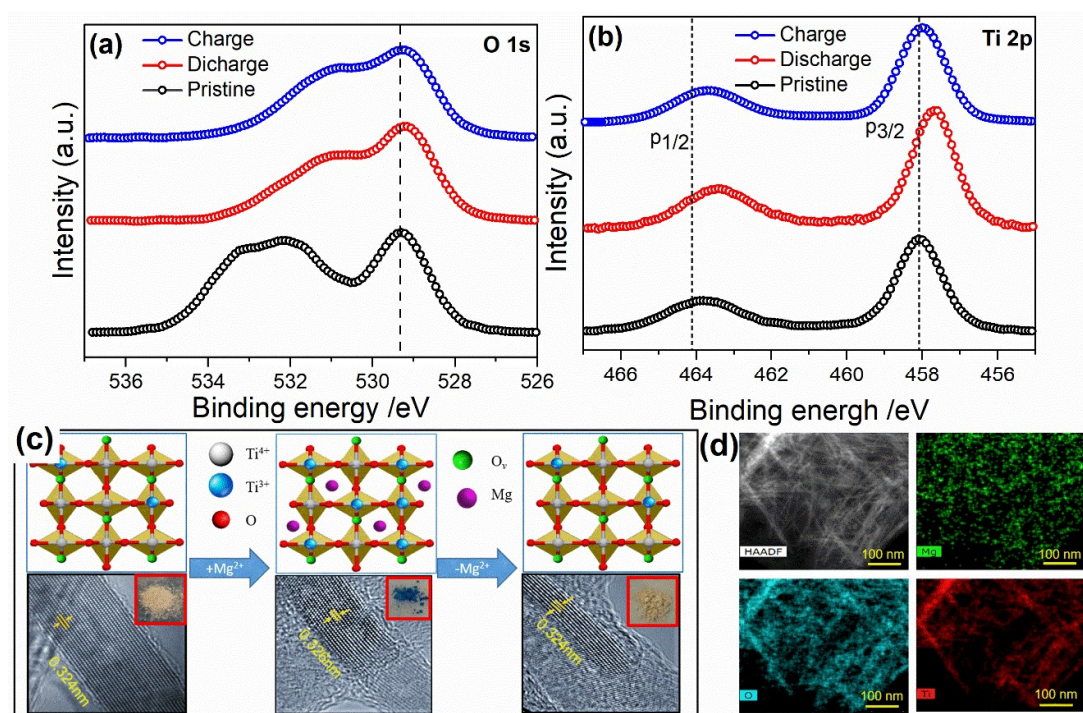 (a)
O 1s
Charge
Dicharge
Pristine
Intensity (a.u.)
536 534 532 530 528 526
Binding energy /eV
(b)
Ti 2p
Charge
Discharge
Pristine
p1/2
p3/2
Intensity (a.u.)
466 464 462 460 458 456
Binding energh /eV
(c)
Ti⁴⁺
Ti³⁺
O
Oᵥ
Mg
+Mg²⁺
-Mg²⁺
0.324nm
0.326nm
0.324nm
(d)
HAADF
100 nm
Mg
100 nm
O
100 nm
Ti
100 nm